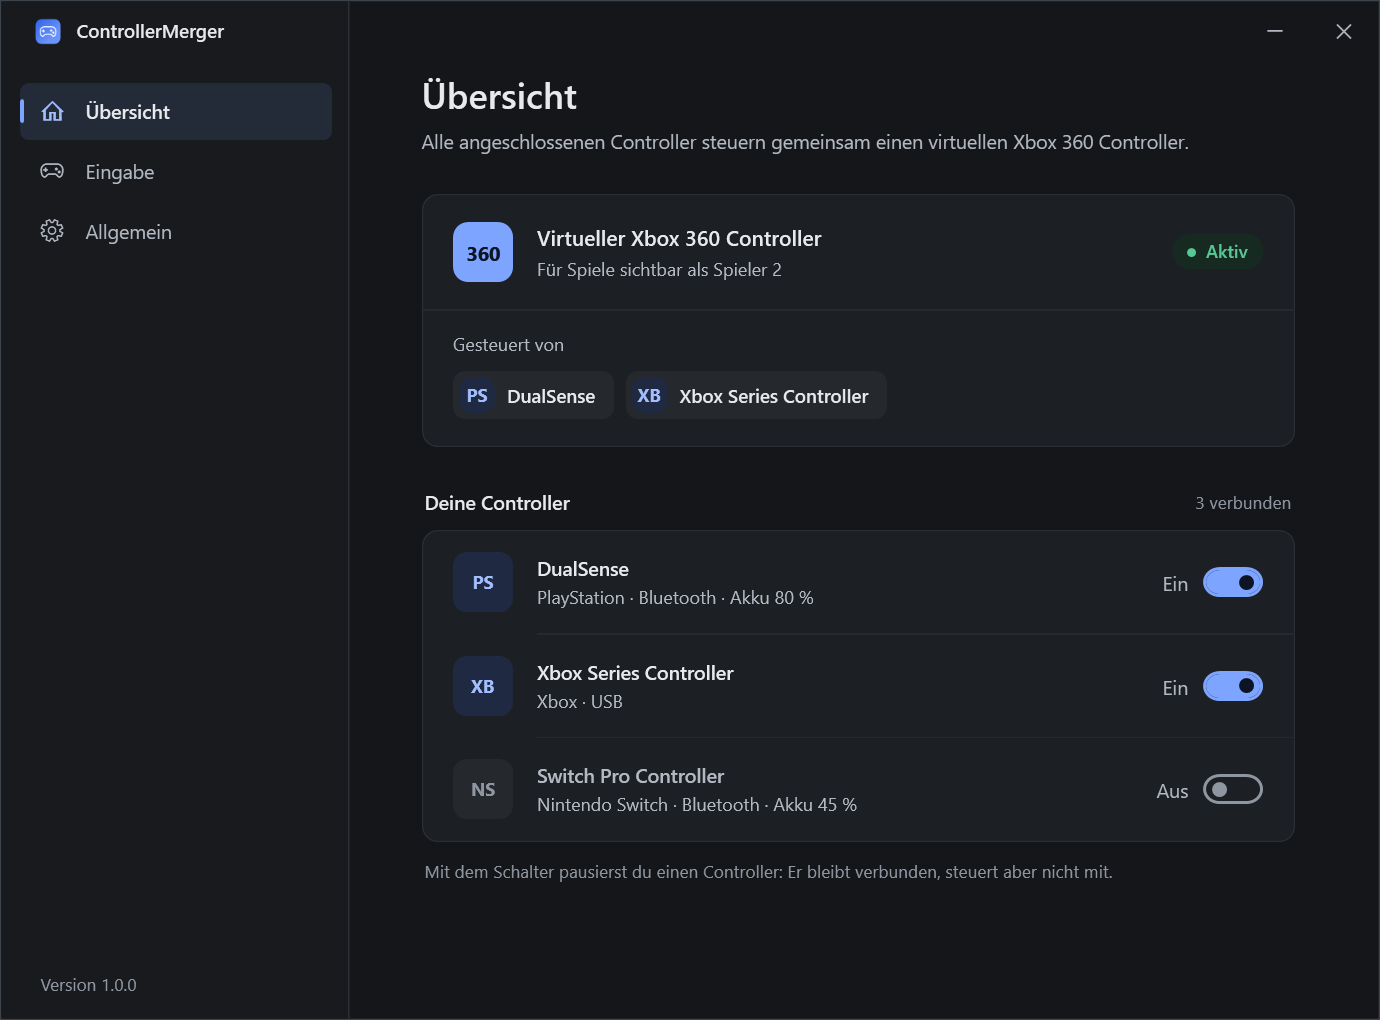 ControllerMerger
Übersicht
Eingabe
Allgemein
Version 1.0.0
Übersicht
Alle angeschlossenen Controller steuern gemeinsam einen virtuellen Xbox 360 Controller.
360
Virtueller Xbox 360 Controller
Für Spiele sichtbar als Spieler 2
Aktiv
Gesteuert von
PS DualSense XB Xbox Series Controller
Deine Controller 3 verbunden
PS
DualSense
PlayStation · Bluetooth · Akku 80 %
Ein
XB
Xbox Series Controller
Xbox · USB
Ein
NS
Switch Pro Controller
Nintendo Switch · Bluetooth · Akku 45 %
Aus
Mit dem Schalter pausierst du einen Controller: Er bleibt verbunden, steuert aber nicht mit.